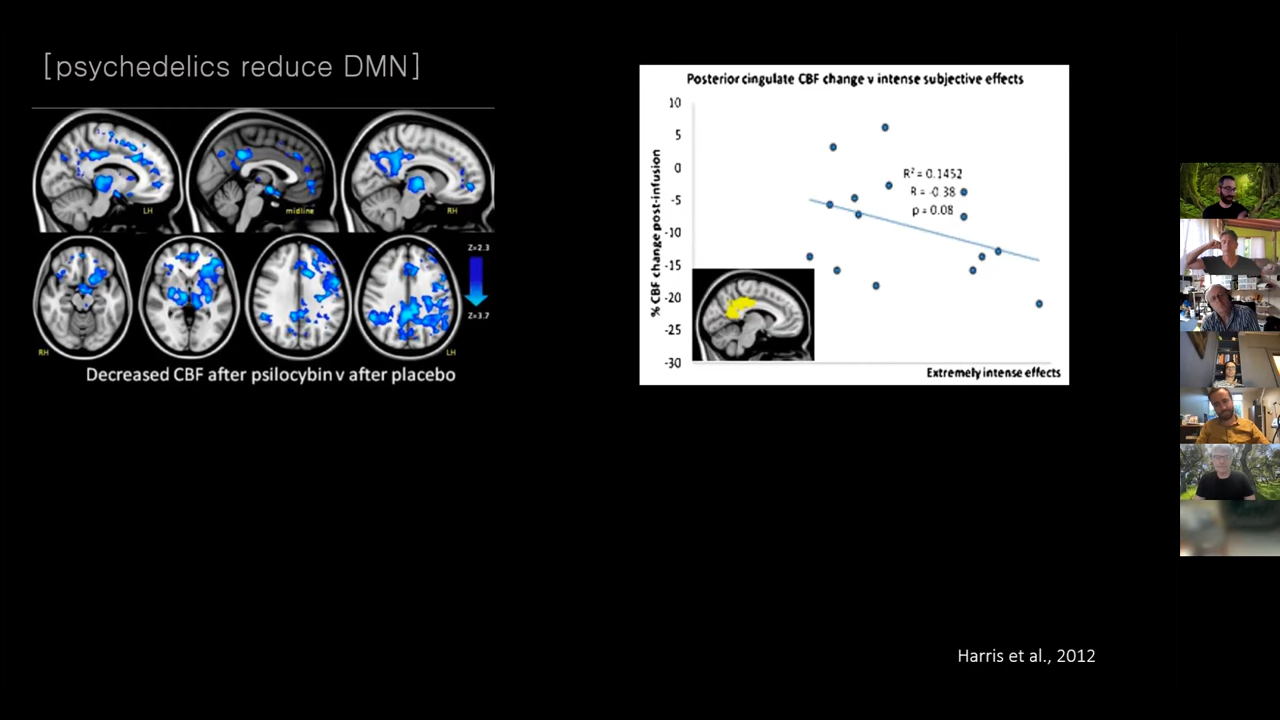 [psychedelics reduce DMN]
LH
midline
RH
Z=2.3
Z=3.7
RH
LH
Decreased CBF after psilocybin v after placebo
Posterior cingulate CBF change v intense subjective effects
% CBF change post-infusion
10
5
0
-5
-10
-15
-20
-25
-30
R² = 0.1452
R = -0.38
p = 0.08
Extremely intense effects
Harris et al., 2012